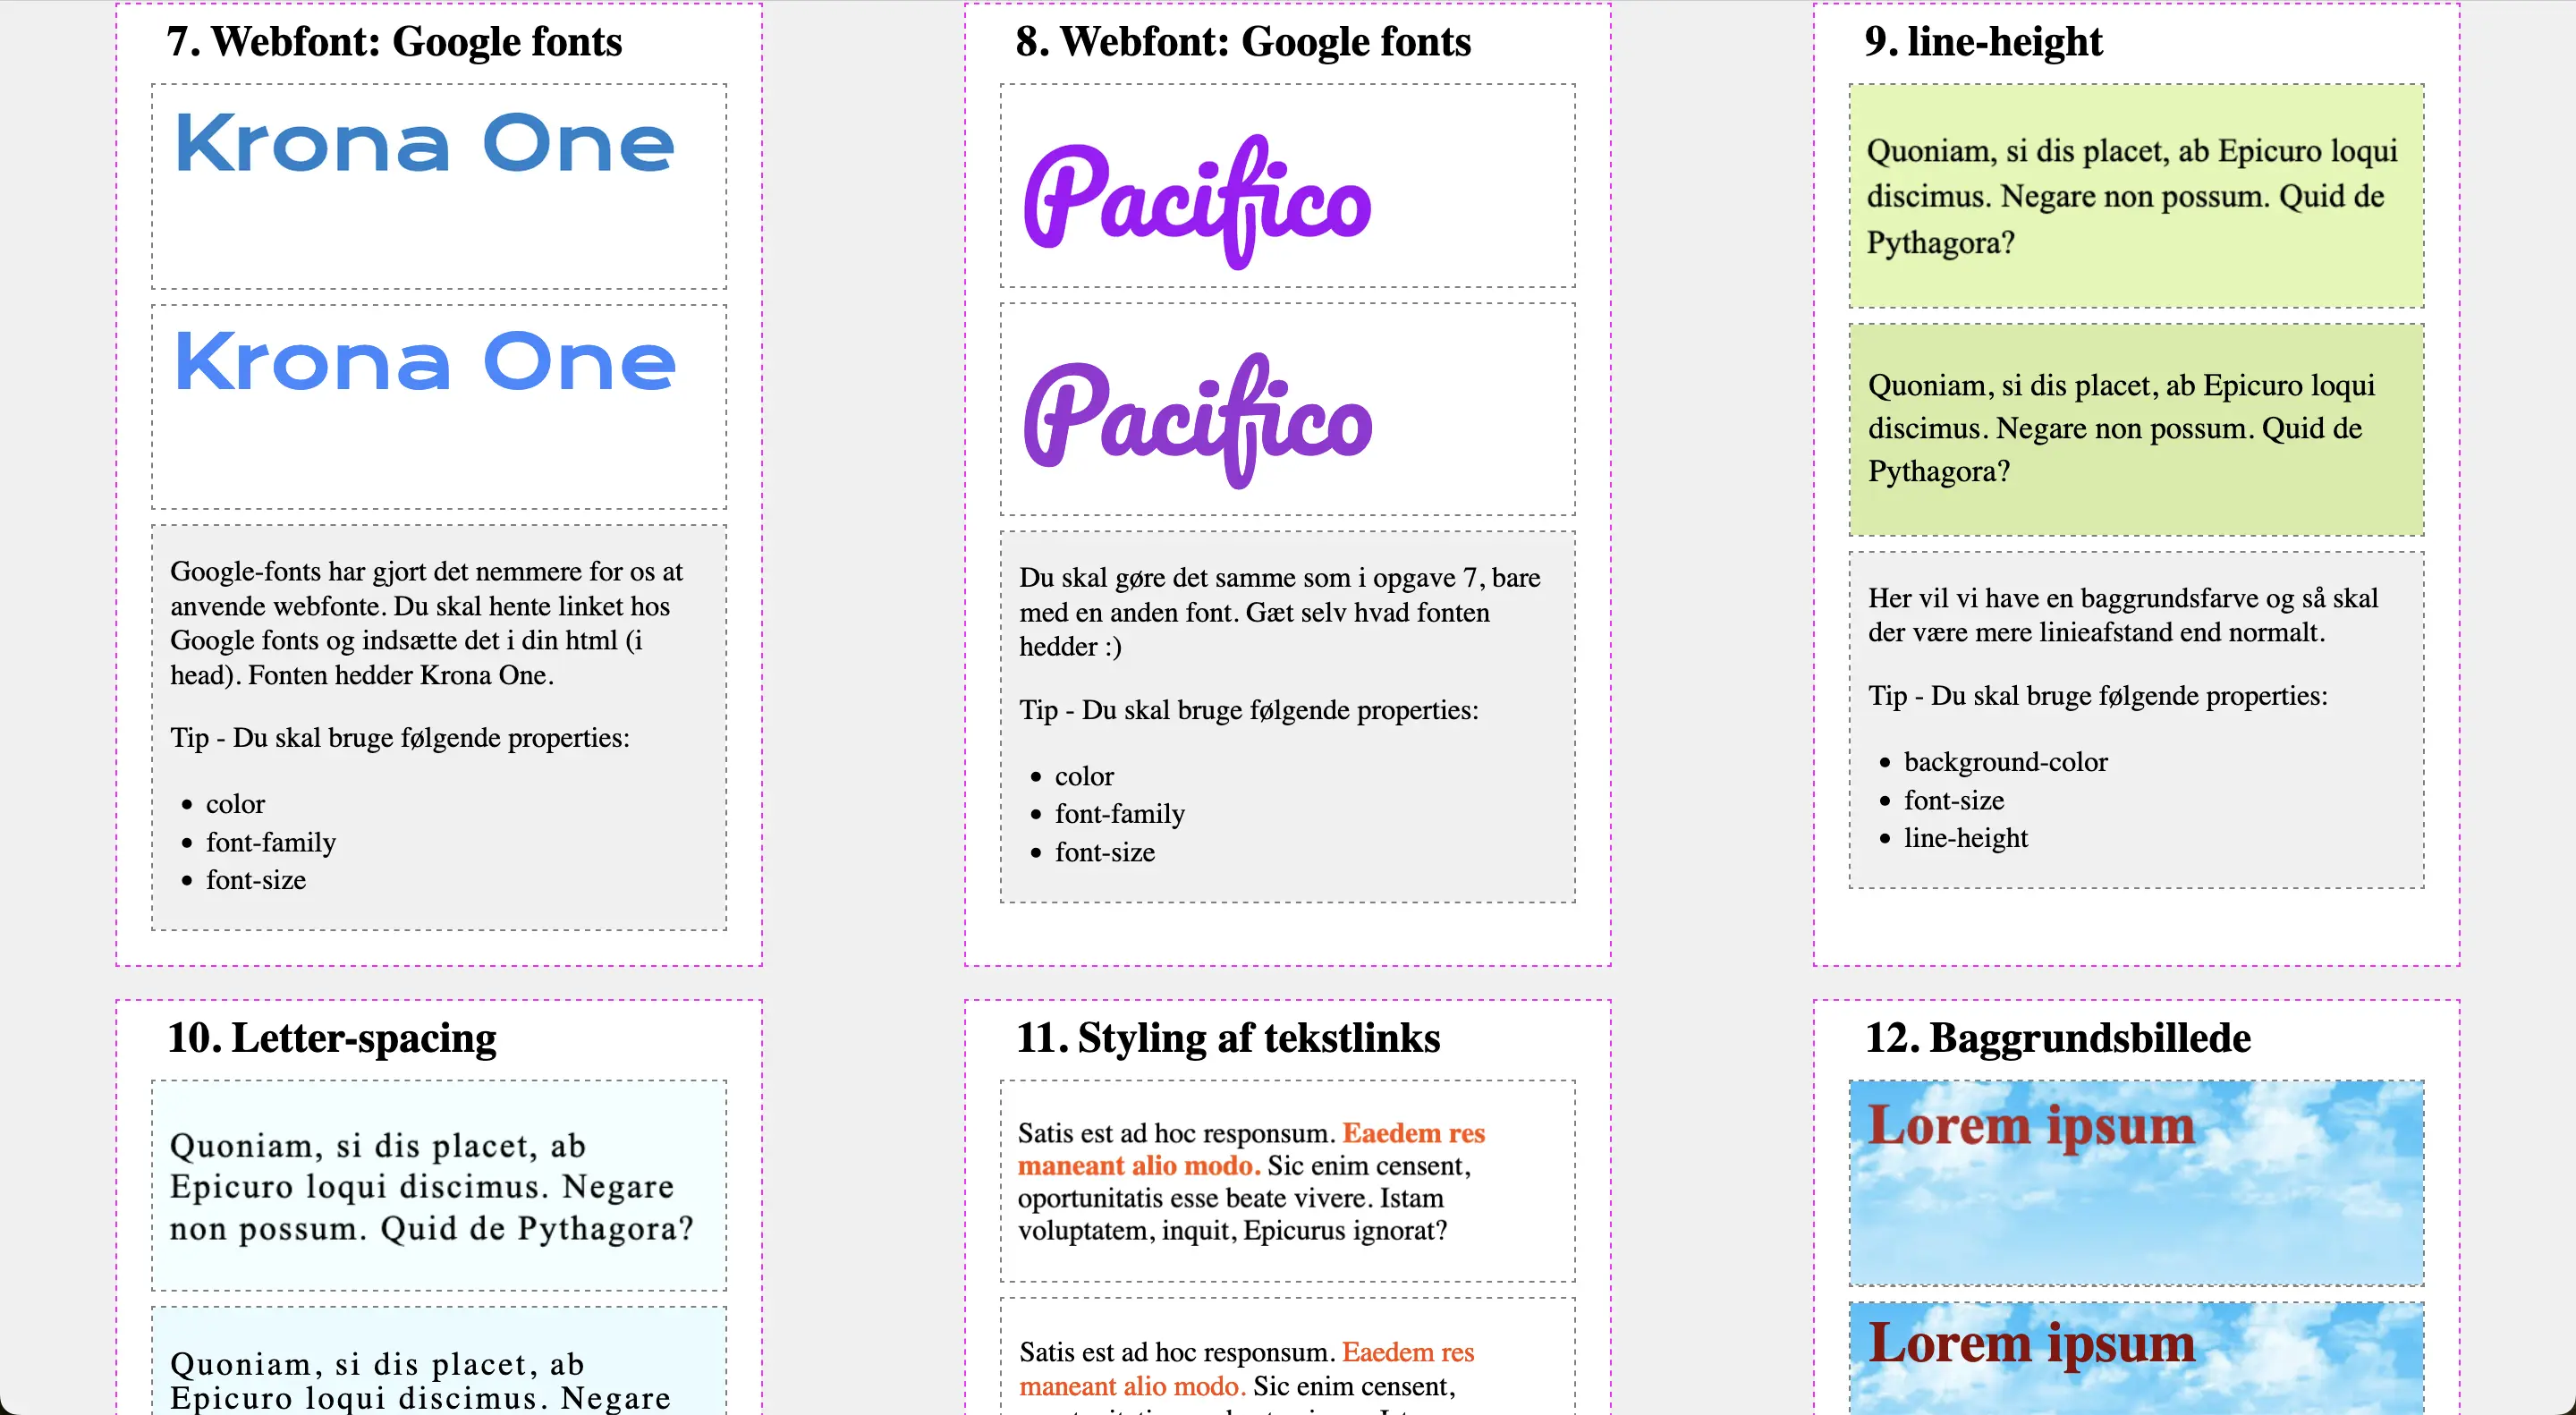 7. Webfont: Google fonts
Krona One
Krona One
Google-fonts har gjort det nemmere for os at
anvende webfonte. Du skal hente linket hos
Google fonts og indsætte det i din html (i
head). Fonten hedder Krona One.
Tip - Du skal bruge følgende properties:
• color
• font-family
• font-size
8. Webfont: Google fonts
Pacifico
Pacifico
Du skal gøre det samme som i opgave 7, bare
med en anden font. Gæt selv hvad fonten
hedder :)
Tip - Du skal bruge følgende properties:
• color
• font-family
• font-size
9. line-height
Quoniam, si dis placet, ab Epicuro loqui
discimus. Negare non possum. Quid de
Pythagora?
Quoniam, si dis placet, ab Epicuro loqui
discimus. Negare non possum. Quid de
Pythagora?
Her vil vi have en baggrundsfarve og så skal
der være mere linieafstand end normalt.
Tip - Du skal bruge følgende properties:
• background-color
• font-size
• line-height
10. Letter-spacing
Quoniam, si dis placet, ab
Epicuro loqui discimus. Negare
non possum. Quid de Pythagora?
Quoniam, si dis placet, ab
Epicuro loqui discimus. Negare
11. Styling af tekstlinks
Satis est ad hoc responsum. Eaedem res
maneant alio modo. Sic enim censent,
oportunitatis esse beate vivere. Istam
voluptatem, inquit, Epicurus ignorat?
Satis est ad hoc responsum. Eaedem res
maneant alio modo. Sic enim censent,
12. Baggrundsbillede
Lorem ipsum
Lorem ipsum